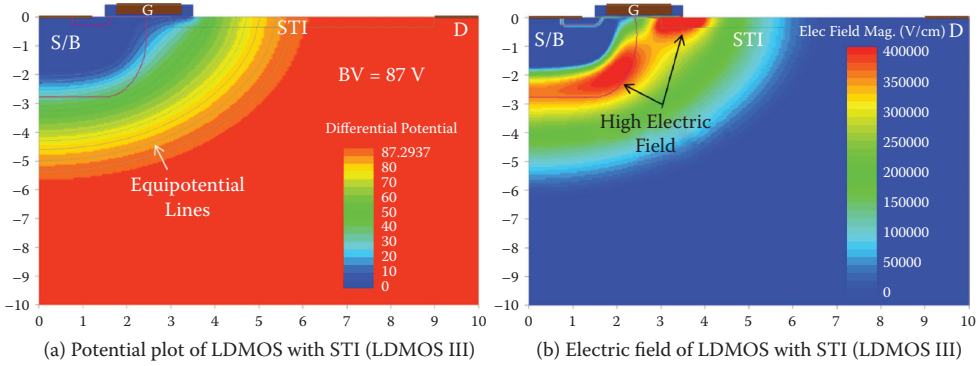 G
0
S/B
STI
D
−1
−2
BV = 87 V
−3
Differential Potential
−4
87.2937
80
−5
70
Equipotential
Lines
60
−6
50
−7
40
30
−8
20
−9
10
0
−10
0 1 2 3 4 5 6 7 8 9 10
(a) Potential plot of LDMOS with STI (LDMOS III)
G
0
Elec Field Mag. (V/cm) D
S/B
STI
400000
−1
350000
−2
300000
−3
High Electric
Field
250000
−4
200000
−5
150000
−6
100000
−7
50000
−8
0
−9
−10
0 1 2 3 4 5 6 7 8 9 10
(b) Electric field of LDMOS with STI (LDMOS III)